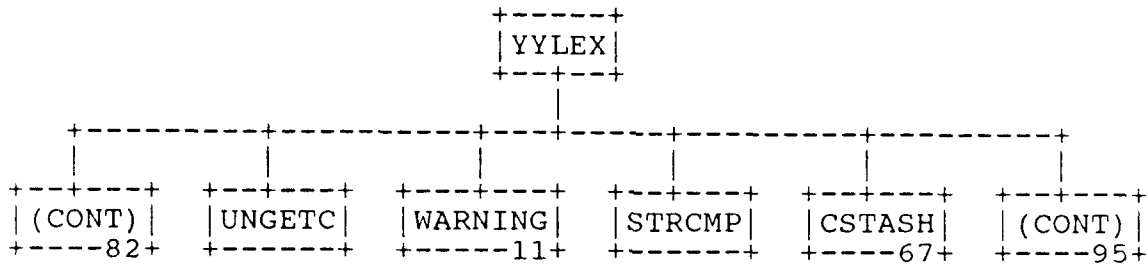 YYLEX
(CONT) UNGETC WARNING STRCMP CSTASH (CONT)
82 11 67 95